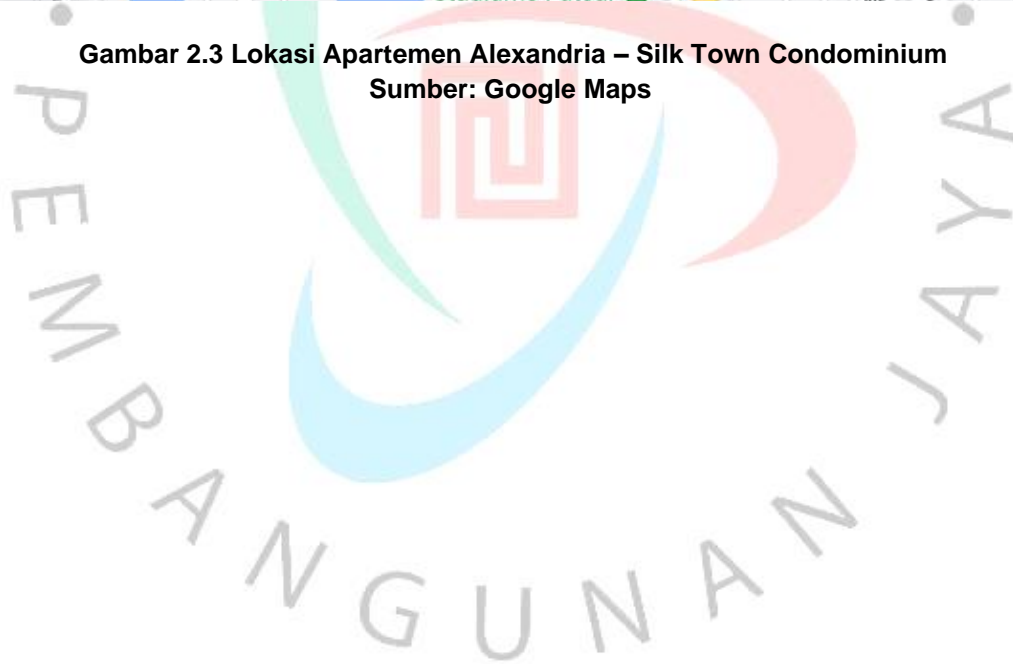 Gambar 2.3 Lokasi Apartemen Alexandria – Silk Town Condominium
Sumber: Google Maps
PEMBANGUNAN JAYA